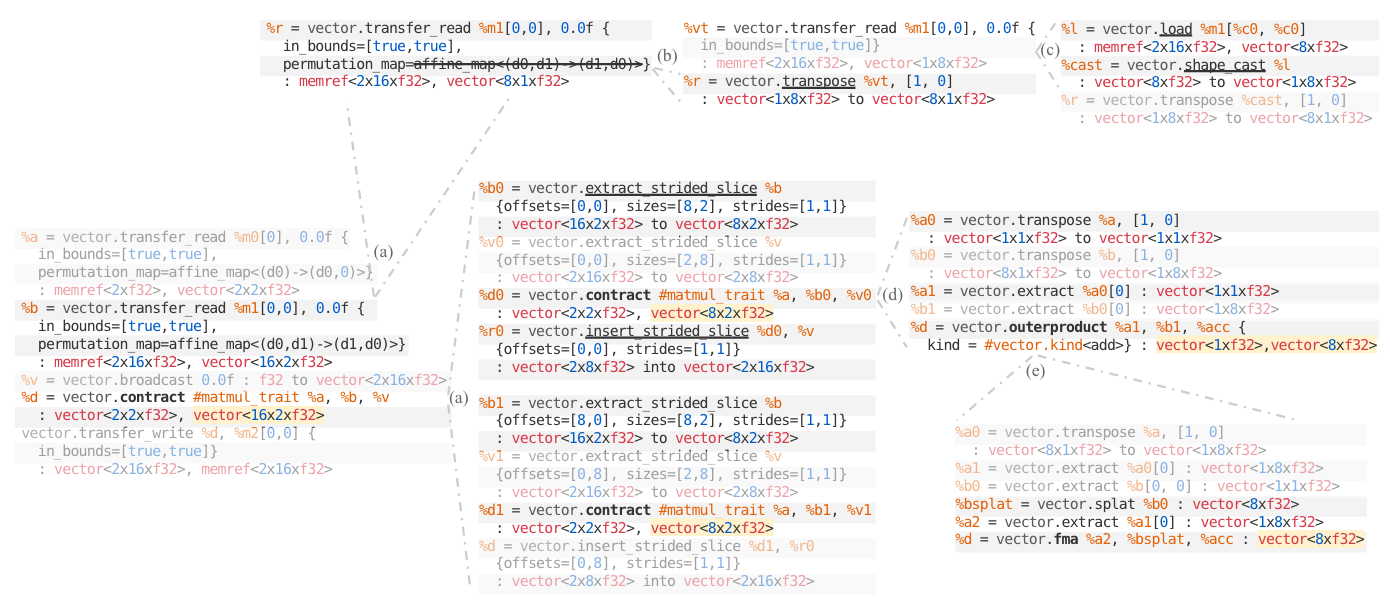 %r = vector.transfer_read %m1[0,0], 0.0f {
in_bounds=[true,true],
permutation_map=affine_map<(d0,d1)->(d1,d0)>}
: memref<2x16xf32>, vector<8x1xf32>
(b)
%vt = vector.transfer_read %m1[0,0], 0.0f {
in_bounds=[true,true]}
: memref<2x16xf32>, vector<1x8xf32>
%r = vector.transpose %vt, [1, 0]
: vector<1x8xf32> to vector<8x1xf32>
(c)
%l = vector.load %m1[%c0, %c0]
: memref<2x16xf32>, vector<8xf32>
%cast = vector.shape_cast %l
: vector<8xf32> to vector<1x8xf32>
%r = vector.transpose %cast, [1, 0]
: vector<1x8xf32> to vector<8x1xf32>
%a = vector.transfer_read %m0[0], 0.0f {
in_bounds=[true,true],
permutation_map=affine_map<(d0)->(d0,0)>}
: memref<2xf32>, vector<2x2xf32>
%b = vector.transfer_read %m1[0,0], 0.0f {
in_bounds=[true,true],
permutation_map=affine_map<(d0,d1)->(d1,d0)>}
: memref<2x16xf32>, vector<16x2xf32>
%v = vector.broadcast 0.0f : f32 to vector<2x16xf32>
%d = vector.contract #matmul_trait %a, %b, %v
: vector<2x2xf32>, vector<16x2xf32>
vector.transfer_write %d, %m2[0,0] {
in_bounds=[true,true]}
: vector<2x16xf32>, memref<2x16xf32>
(a)
(a)
%b0 = vector.extract_strided_slice %b
{offsets=[0,0], sizes=[8,2], strides=[1,1]}
: vector<16x2xf32> to vector<8x2xf32>
%v0 = vector.extract_strided_slice %v
{offsets=[0,0], sizes=[2,8], strides=[1,1]}
: vector<2x16xf32> to vector<2x8xf32>
%d0 = vector.contract #matmul_trait %a, %b0, %v0
: vector<2x2xf32>, vector<8x2xf32>
%r0 = vector.insert_strided_slice %d0, %v
{offsets=[0,0], strides=[1,1]}
: vector<2x8xf32> into vector<2x16xf32>
%b1 = vector.extract_strided_slice %b
{offsets=[8,0], sizes=[8,2], strides=[1,1]}
: vector<16x2xf32> to vector<8x2xf32>
%v1 = vector.extract_strided_slice %v
{offsets=[0,8], sizes=[2,8], strides=[1,1]}
: vector<2x16xf32> to vector<2x8xf32>
%d1 = vector.contract #matmul_trait %a, %b1, %v1
: vector<2x2xf32>, vector<8x2xf32>
%d = vector.insert_strided_slice %d1, %r0
{offsets=[0,8], strides=[1,1]}
: vector<2x8xf32> into vector<2x16xf32>
(d)
%a0 = vector.transpose %a, [1, 0]
: vector<1x1xf32> to vector<1x1xf32>
%b0 = vector.transpose %b, [1, 0]
: vector<8x1xf32> to vector<1x8xf32>
%a1 = vector.extract %a0[0] : vector<1x1xf32>
%b1 = vector.extract %b0[0] : vector<1x8xf32>
%d = vector.outerproduct %a1, %b1, %acc {
kind = #vector.kind<add>} : vector<1xf32>,vector<8xf32>
(e)
%a0 = vector.transpose %a, [1, 0]
: vector<8x1xf32> to vector<1x8xf32>
%a1 = vector.extract %a0[0] : vector<1x8xf32>
%b0 = vector.extract %b[0, 0] : vector<1x1xf32>
%bsplat = vector.splat %b0 : vector<8xf32>
%a2 = vector.extract %a1[0] : vector<1x8xf32>
%d = vector.fma %a2, %bsplat, %acc : vector<8xf32>